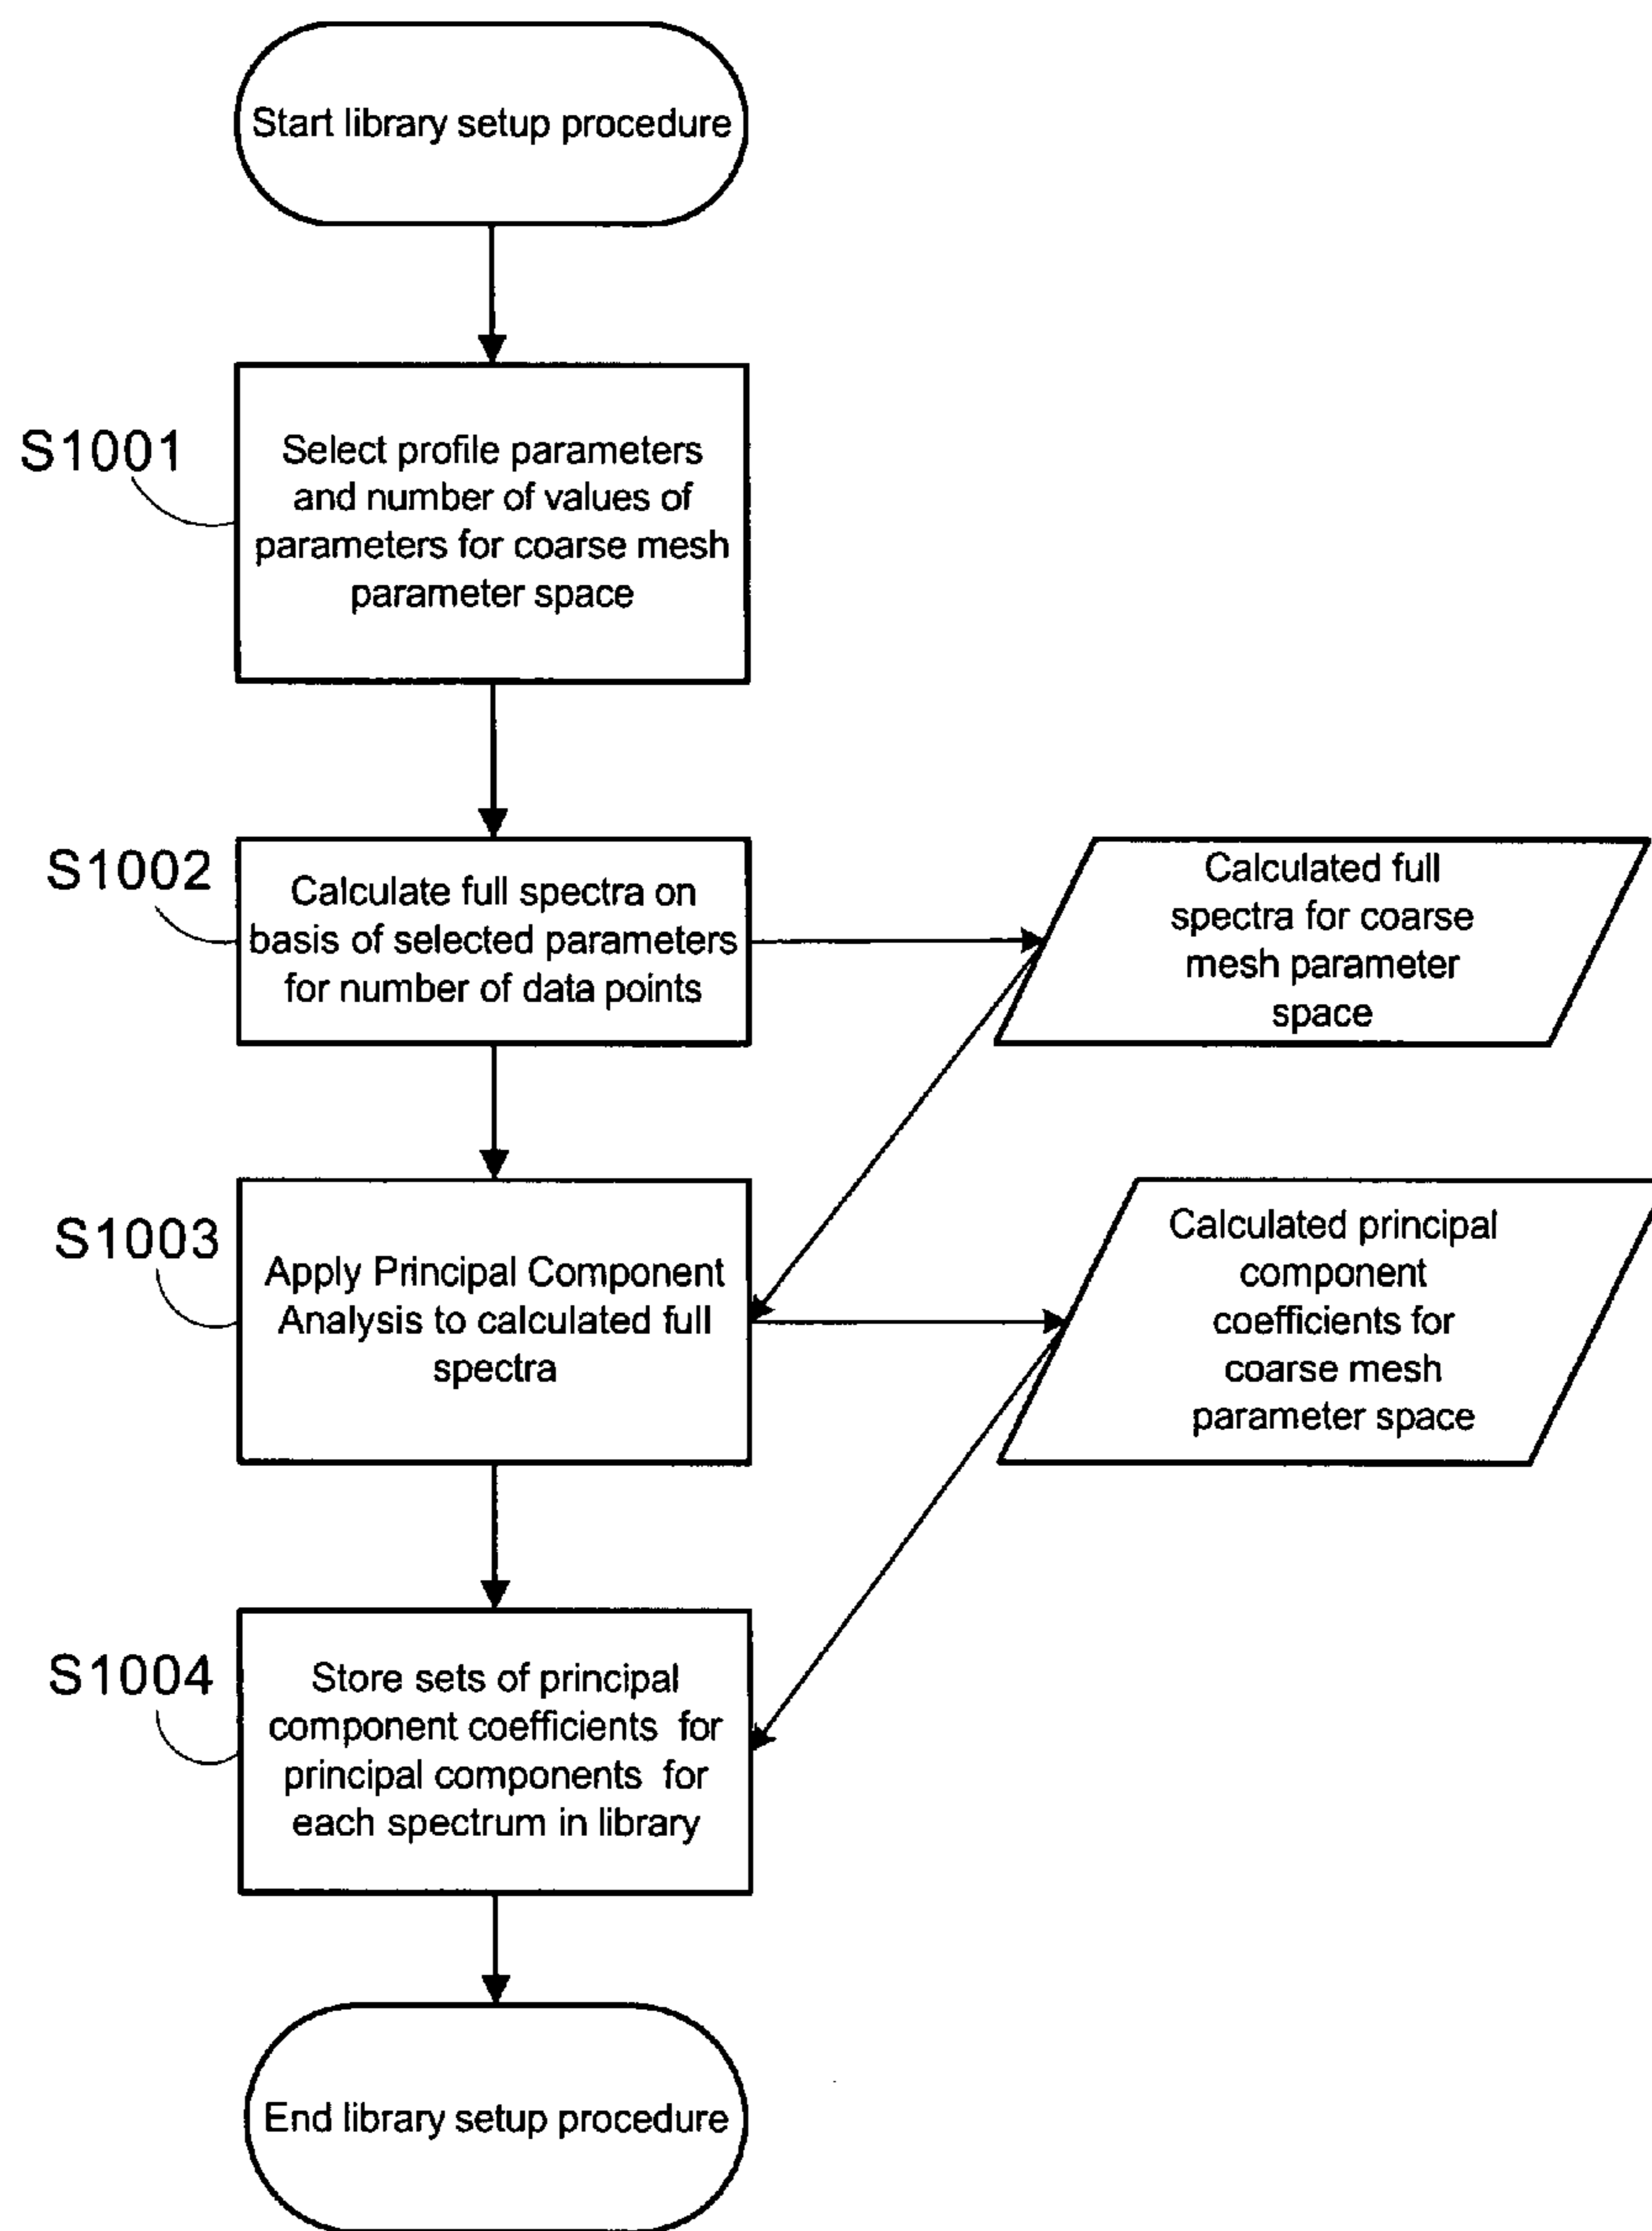 Start library setup procedure
S1001
Select profile parameters
and number of values of
parameters for coarse mesh
parameter space
S1002
Calculate full spectra on
basis of selected parameters
for number of data points
Calculated full
spectra for coarse
mesh parameter
space
S1003
Apply Principal Component
Analysis to calculated full
spectra
Calculated principal
component
coefficients for
coarse mesh
parameter space
S1004
Store sets of principal
component coefficients for
principal components for
each spectrum in library
End library setup procedure